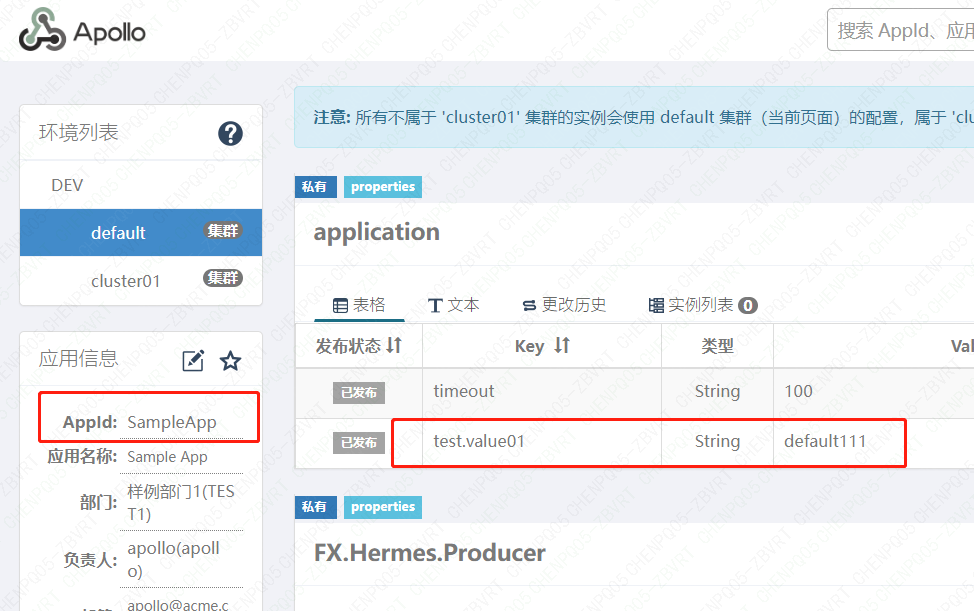 Apollo
搜索 AppId、应用
环境列表
DEV
default 集群
cluster01 集群
应用信息
AppId: SampleApp
应用名称: Sample App
部门: 样例部门1(TES
T1)
负责人: apollo(apoll
o)
apollo@acme.c
注意: 所有不属于 'cluster01' 集群的实例会使用 default 集群（当前页面）的配置，属于 'clu
私有 properties
application
表格 文本 更改历史 实例列表 0
发布状态 Key 类型 Val
已发布 timeout String 100
已发布 test.value01 String default111
私有 properties
FX.Hermes.Producer